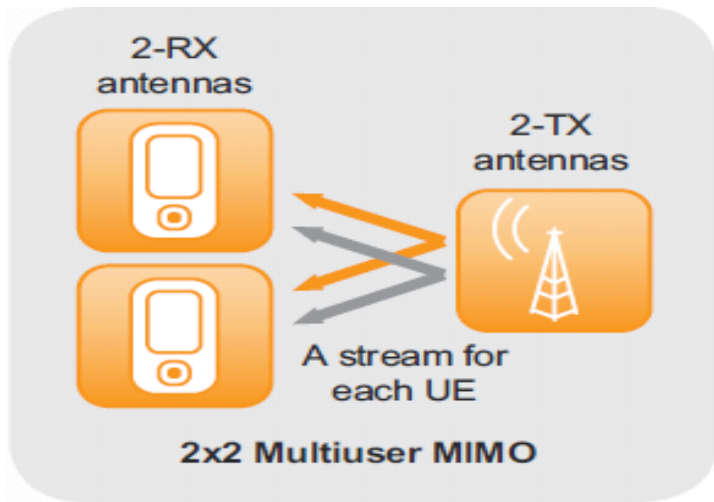 2-RX
antennas
2-TX
antennas
A stream for
each UE
2x2 Multiuser MIMO